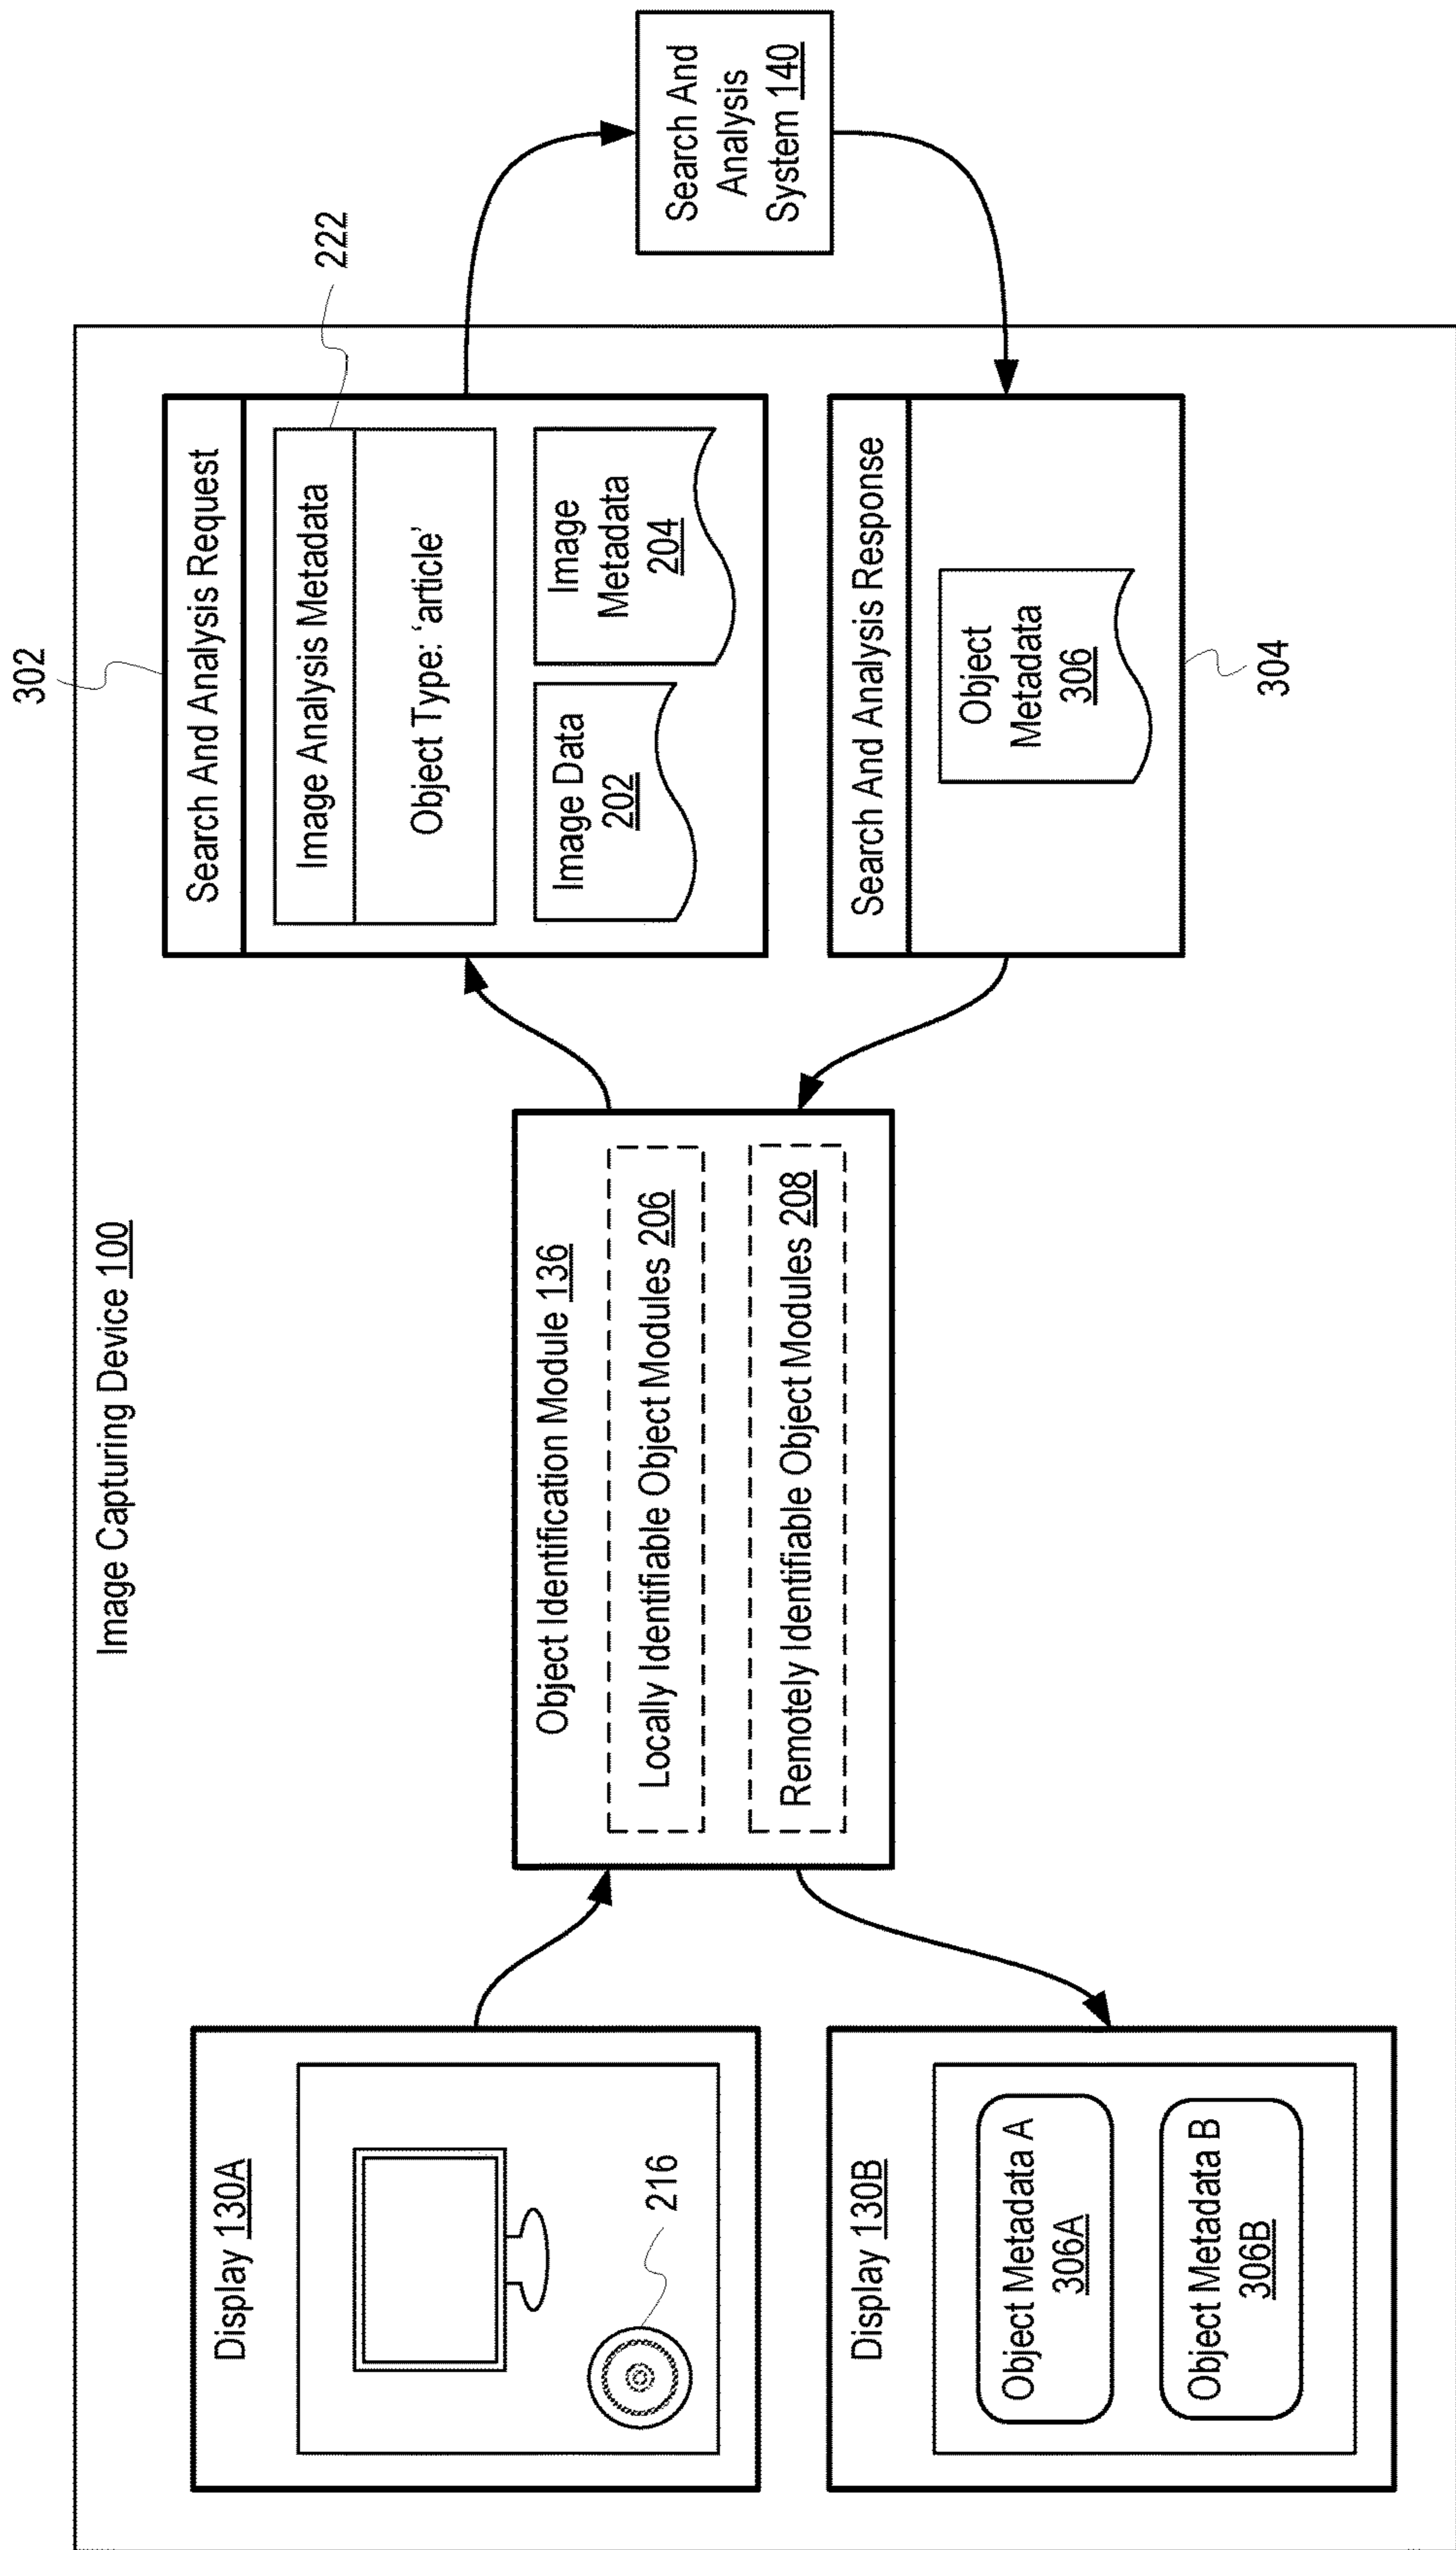 Image Capturing Device 100
Display 130A
216
Display 130B
Object Metadata A
306A
Object Metadata B
306B
Object Identification Module 136
Locally Identifiable Object Modules 206
Remotely Identifiable Object Modules 208
302
Search And Analysis Request
222
Image Analysis Metadata
Object Type: ‘article’
Image Data
202
Image
Metadata
204
Search And Analysis Response
Object
Metadata
306
304
Search And
Analysis
System 140